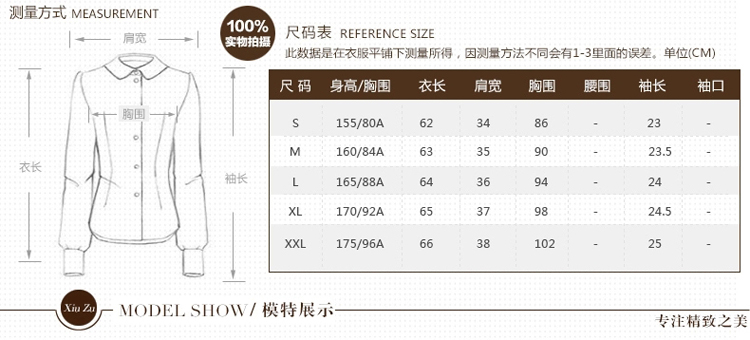 测量方式 MEASUREMENT
肩宽
胸围
衣长
袖长
100%
实物拍摄
尺码表 REFERENCE SIZE
此数据是在衣服平铺下测量所得，因测量方法不同会有1-3里面的误差。单位(CM)
尺 码 身高/胸围 衣长 肩宽 胸围 腰围 袖长 袖口
S 155/80A 62 34 86 - 23 -
M 160/84A 63 35 90 - 23.5 -
L 165/88A 64 36 94 - 24 -
XL 170/92A 65 37 98 - 24.5 -
XXL 175/96A 66 38 102 - 25 -
Xiu Zu
MODEL SHOW/ 模特展示
专注精致之美